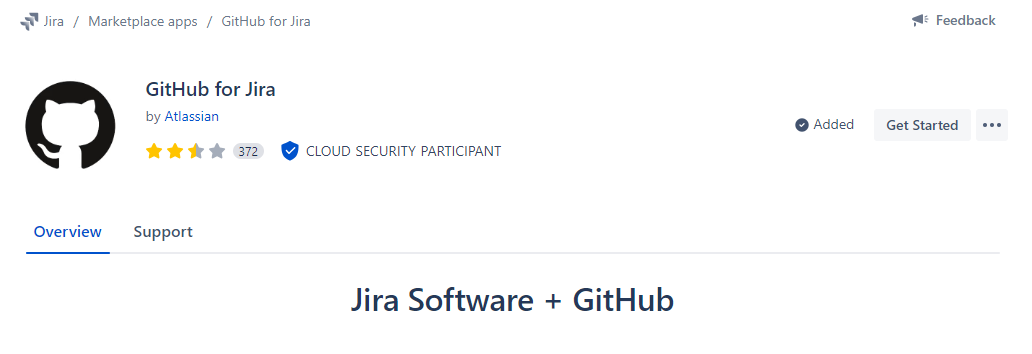 Jira / Marketplace apps / GitHub for Jira
Feedback
GitHub for Jira
by Atlassian
372
CLOUD SECURITY PARTICIPANT
Added
Get Started
Overview
Support
Jira Software + GitHub